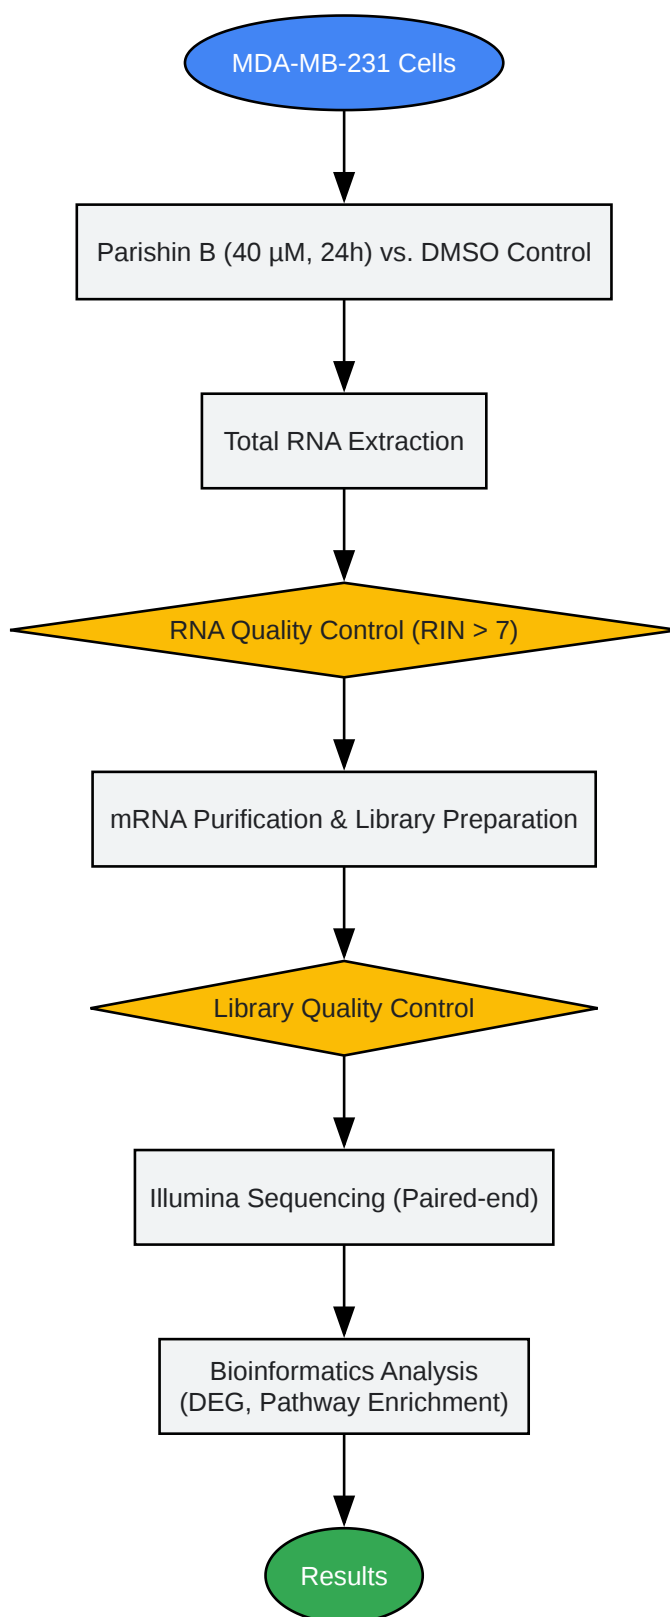 MDA-MB-231 Cells
Parishin B (40 µM, 24h) vs. DMSO Control
Total RNA Extraction
RNA Quality Control (RIN > 7)
mRNA Purification & Library Preparation
Library Quality Control
Illumina Sequencing (Paired-end)
Bioinformatics Analysis
(DEG, Pathway Enrichment)
Results